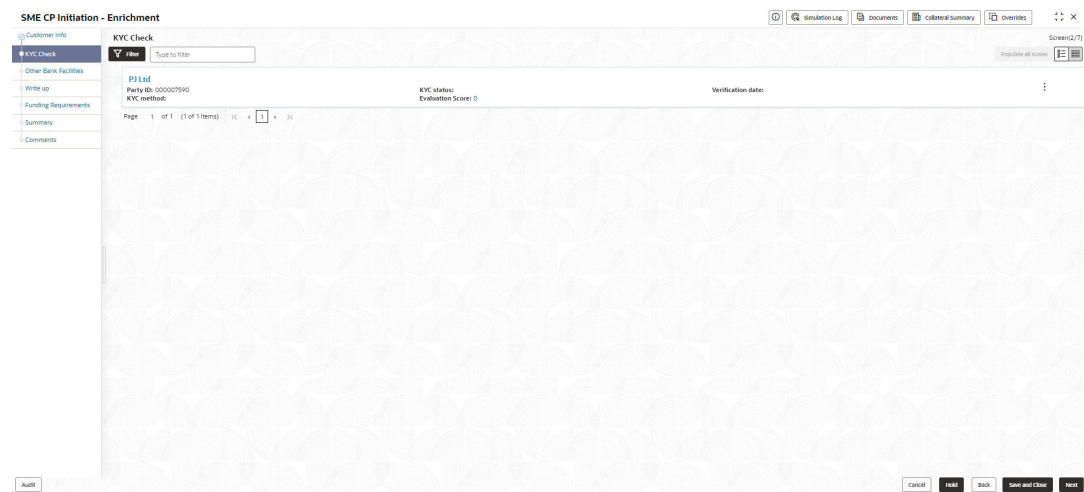 SME CP Initiation - Enrichment
Simulation Log
Documents
Collateral Summary
Overrides
Customer Info
KYC Check
Other Bank Facilities
Write up
Funding Requirements
Summary
Comments
KYC Check
Screen(2/7)
Filter
Type to filter
Populate all scores
PJ Ltd
Party ID: 000007590
KYC status:
Verification date:
KYC method:
Evaluation Score: 0
Page 1 of 1 (1 of 1 items) 1
Audit
Cancel
Hold
Back
Save and Close
Next